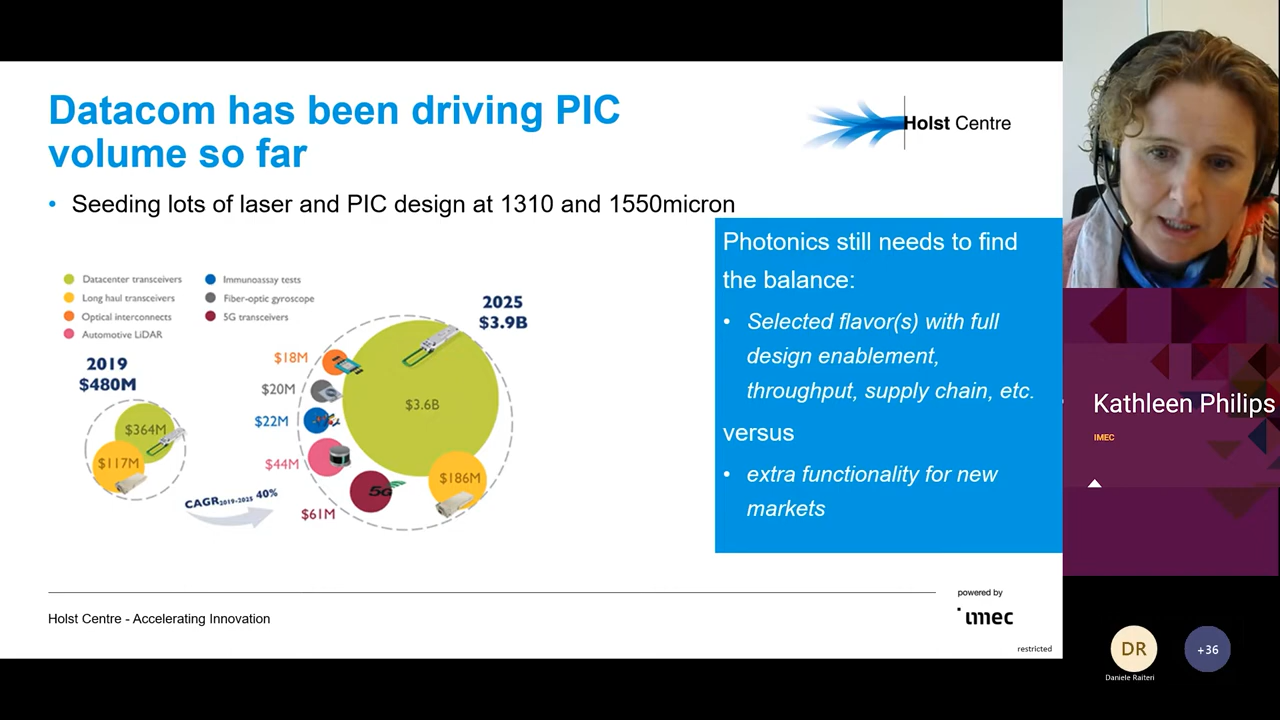 Datacom has been driving PIC
volume so far
Holst Centre
• Seeding lots of laser and PIC design at 1310 and 1550micron
Datacenter transceivers
Long haul transceivers
Optical interconnects
Automotive LiDAR
Immunoassay tests
Fiber-optic gyroscope
5G transceivers
2019
$480M
$364M
$117M
CAGR2019-2025 40%
2025
$3.9B
$18M
$20M
$22M
$44M
$61M
5G
$3.6B
$186M
Photonics still needs to find
the balance:
• Selected flavor(s) with full
design enablement,
throughput, supply chain, etc.
versus
• extra functionality for new
markets
Holst Centre - Accelerating Innovation
powered by
imec
restricted
Kathleen Philips
IMEC
DR
Daniele Raiteri
+36